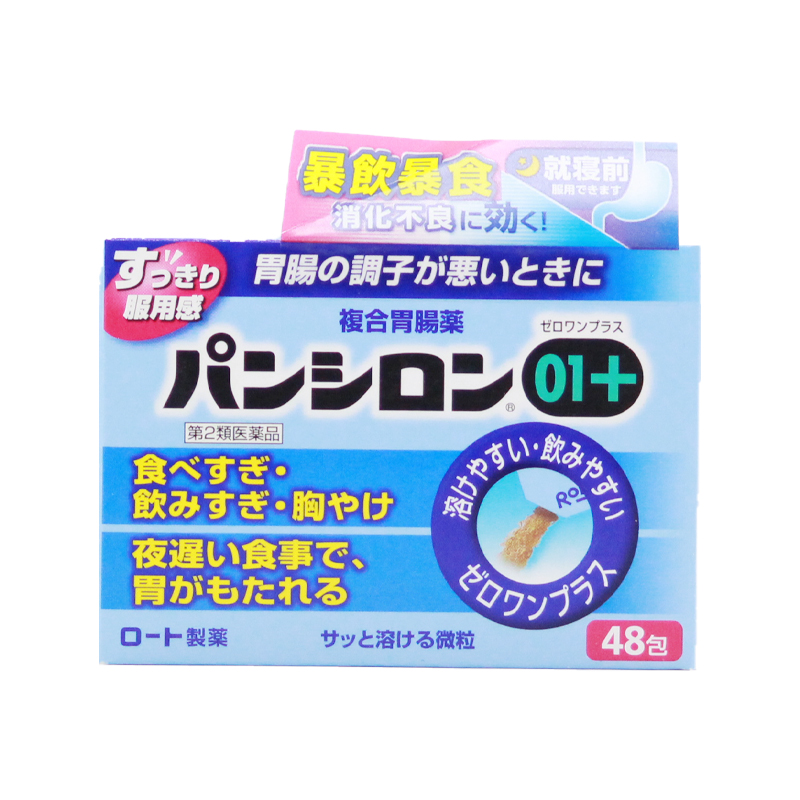 暴飲暴食
消化不良に効く!
就寝前
服用できます
すっきり
服用感
胃腸の調子が悪いときに
複合胃腸薬
ゼロワンプラス
パンシロン® 01+
第2類医薬品
食べすぎ・
飲みすぎ・胸やけ
夜遅い食事で、
胃がもたれる
溶けやすい・飲みやすい
ゼロワンプラス
ロート製薬
サッと溶ける微粒
48包